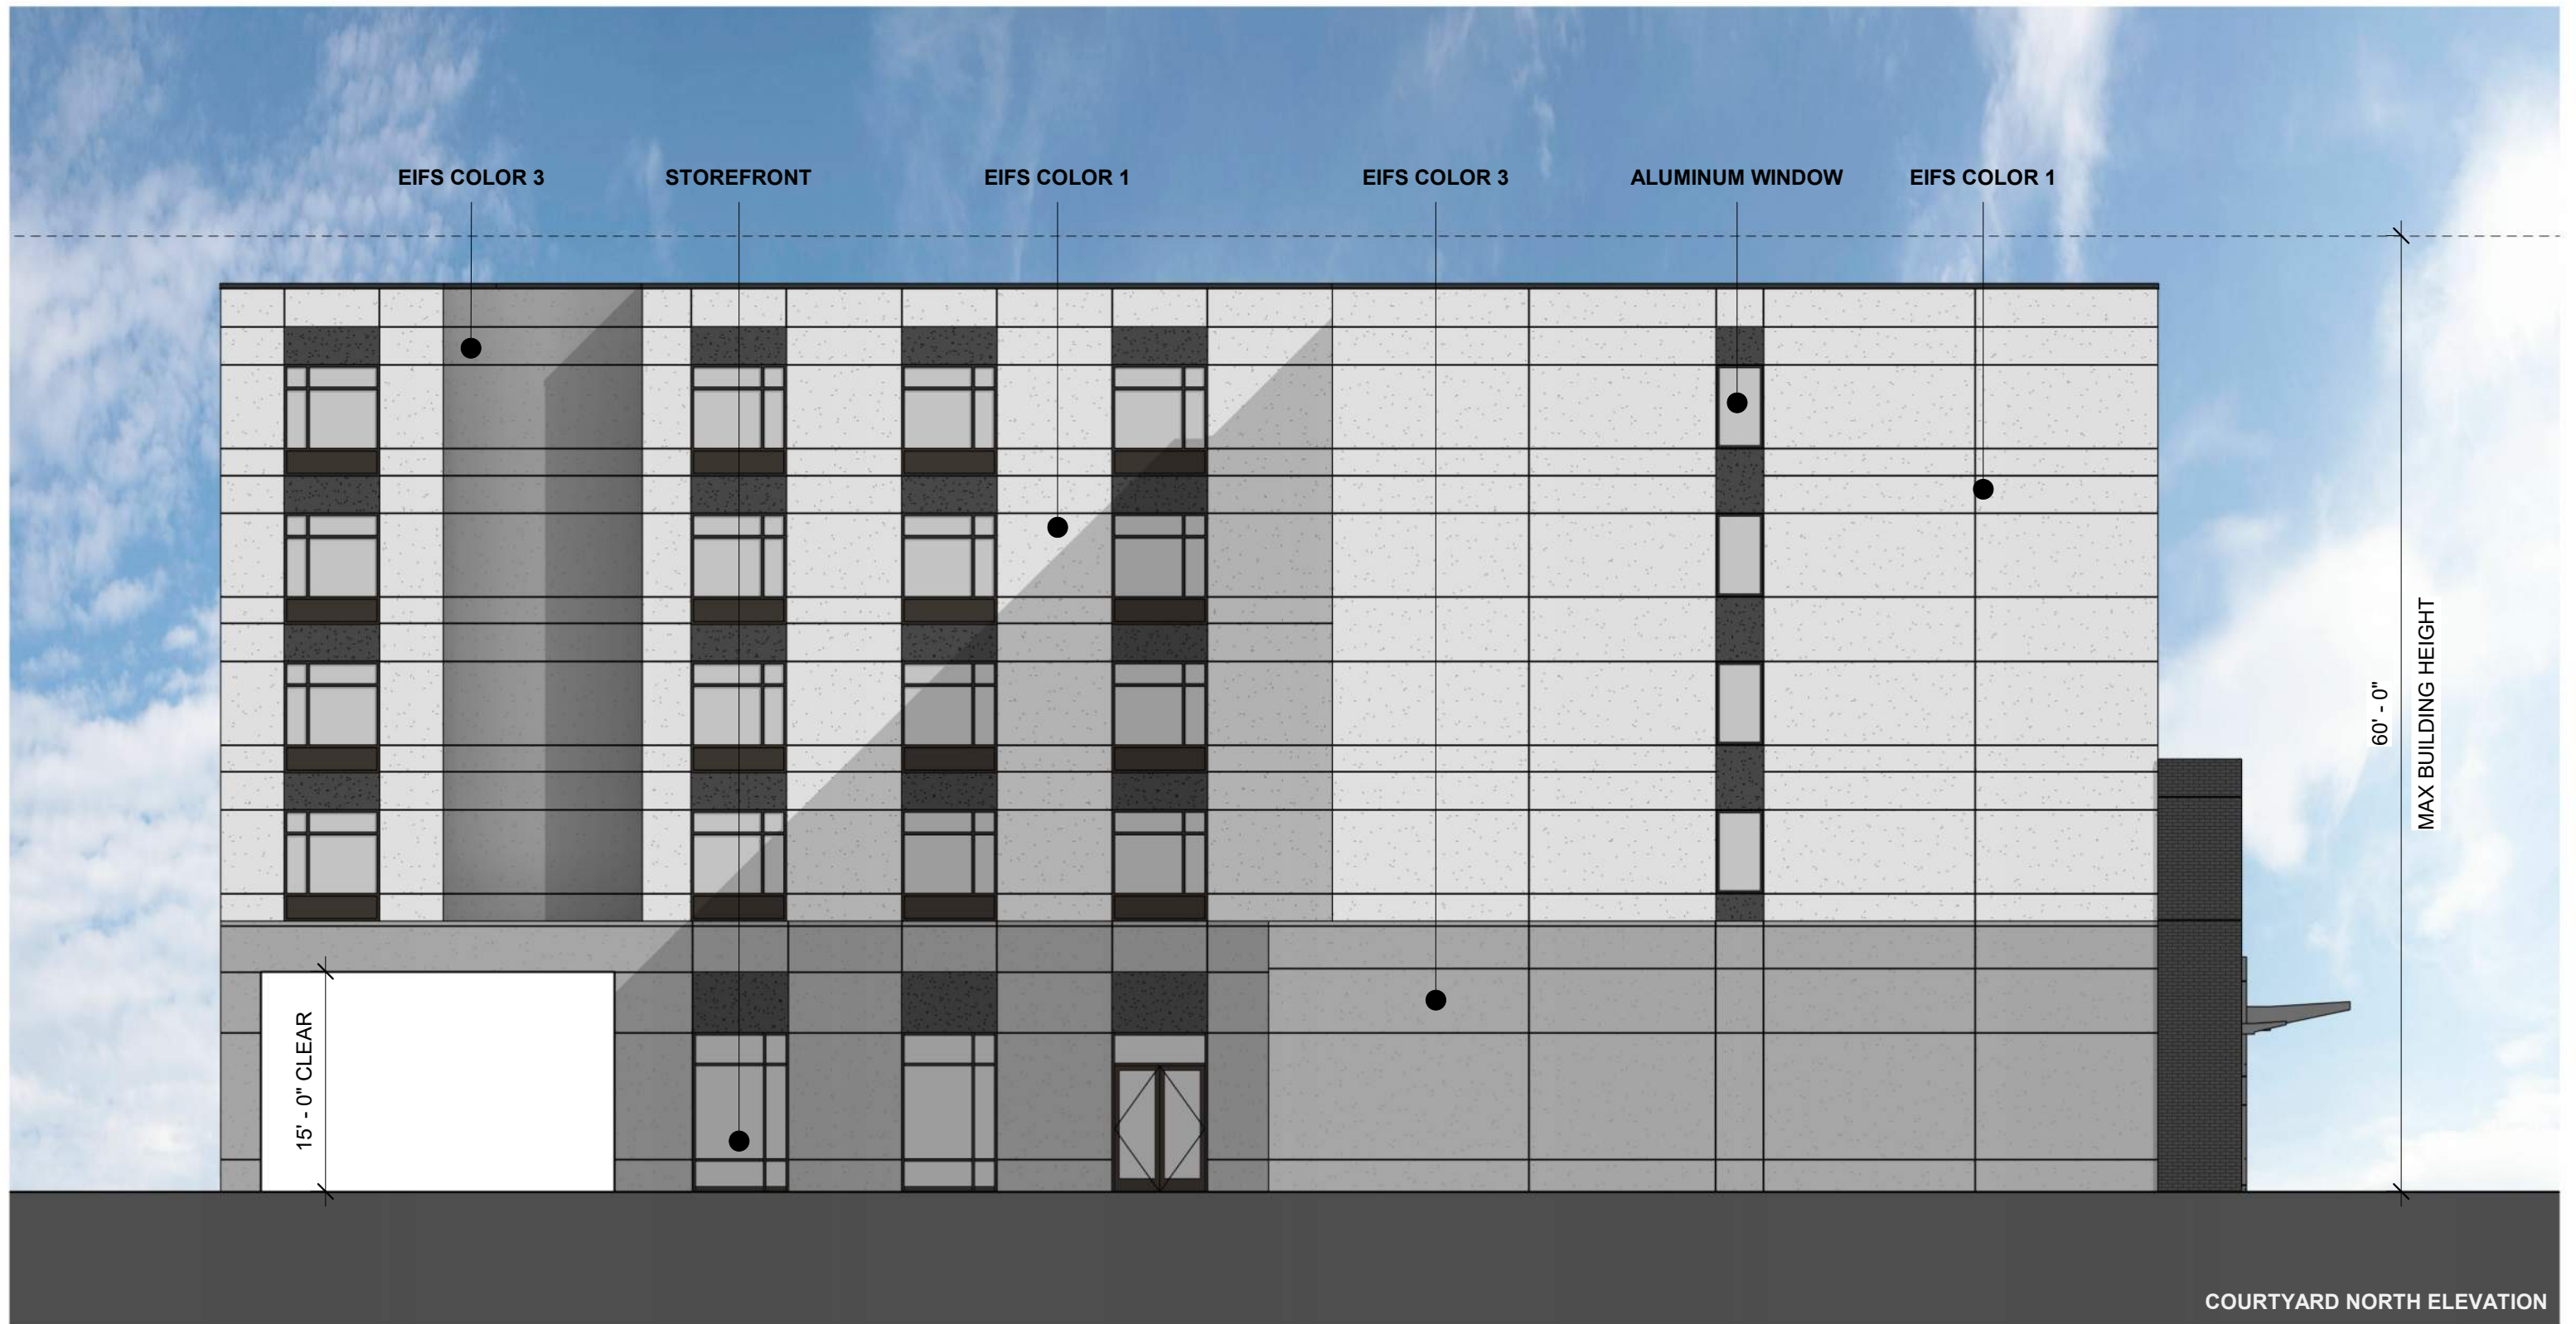 EIFS COLOR 3
STOREFRONT
EIFS COLOR 1
EIFS COLOR 3
ALUMINUM WINDOW
EIFS COLOR 1
15' - 0" CLEAR
60' - 0"
MAX BUILDING HEIGHT
COURTYARD NORTH ELEVATION